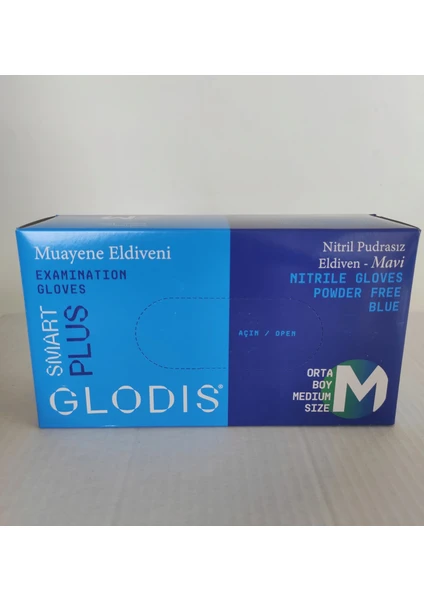 Muayene Eldiveni
EXAMINATION
GLOVES
SMART
PLUS
GLODIS®
AÇIN / OPEN
Nitril Pudrasız
Eldiven - Mavi
NITRILE GLOVES
POWDER FREE
BLUE
ORTA
BOY
MEDIUM
SIZE
M